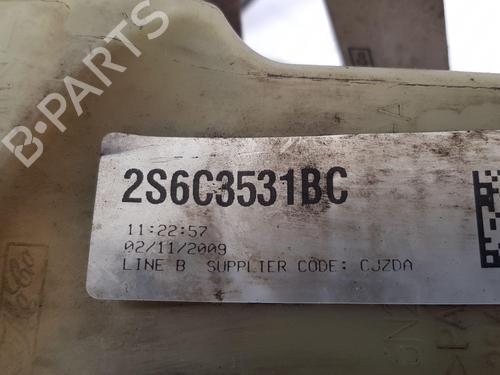 B-PARTS
2S6C3531BC
11:22:57
02/11/2009
LINE B SUPPLIER CODE: CJZDA